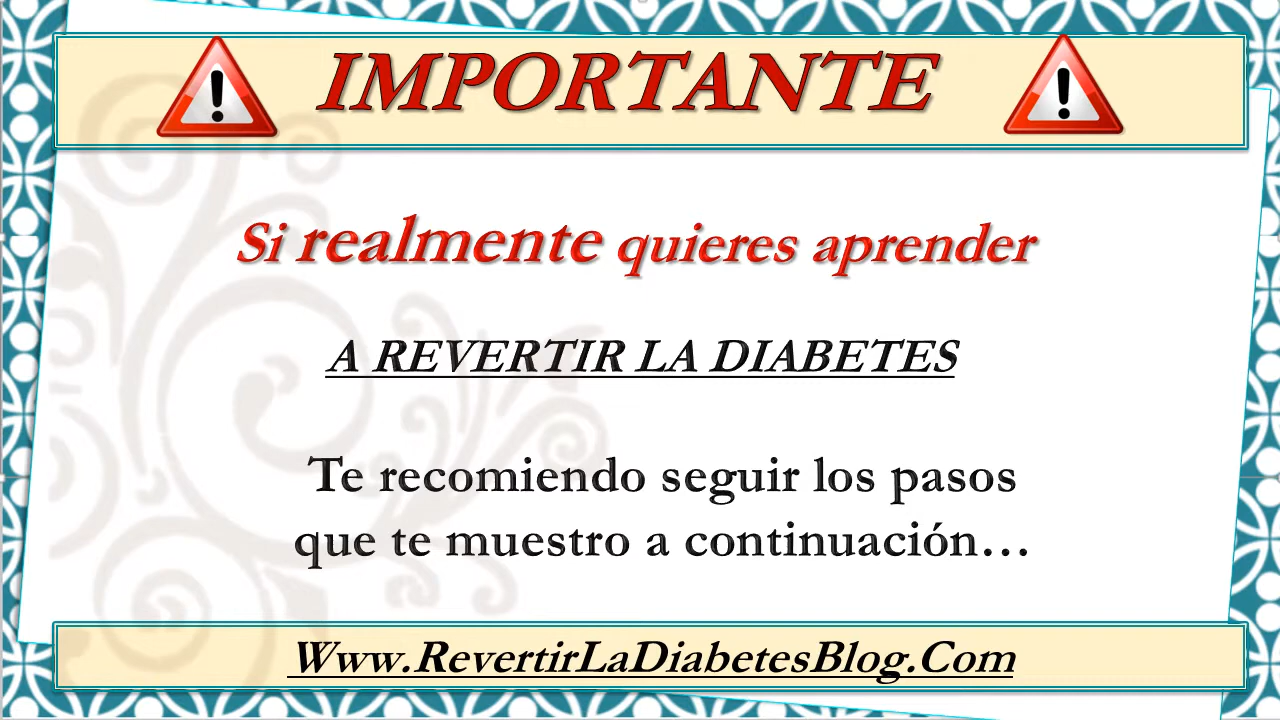 IMPORTANTE
Si realmente quieres aprender
A REVERTIR LA DIABETES
Te recomiendo seguir los pasos
que te muestro a continuación…
Www.RevertirLaDiabetesBlog.Com